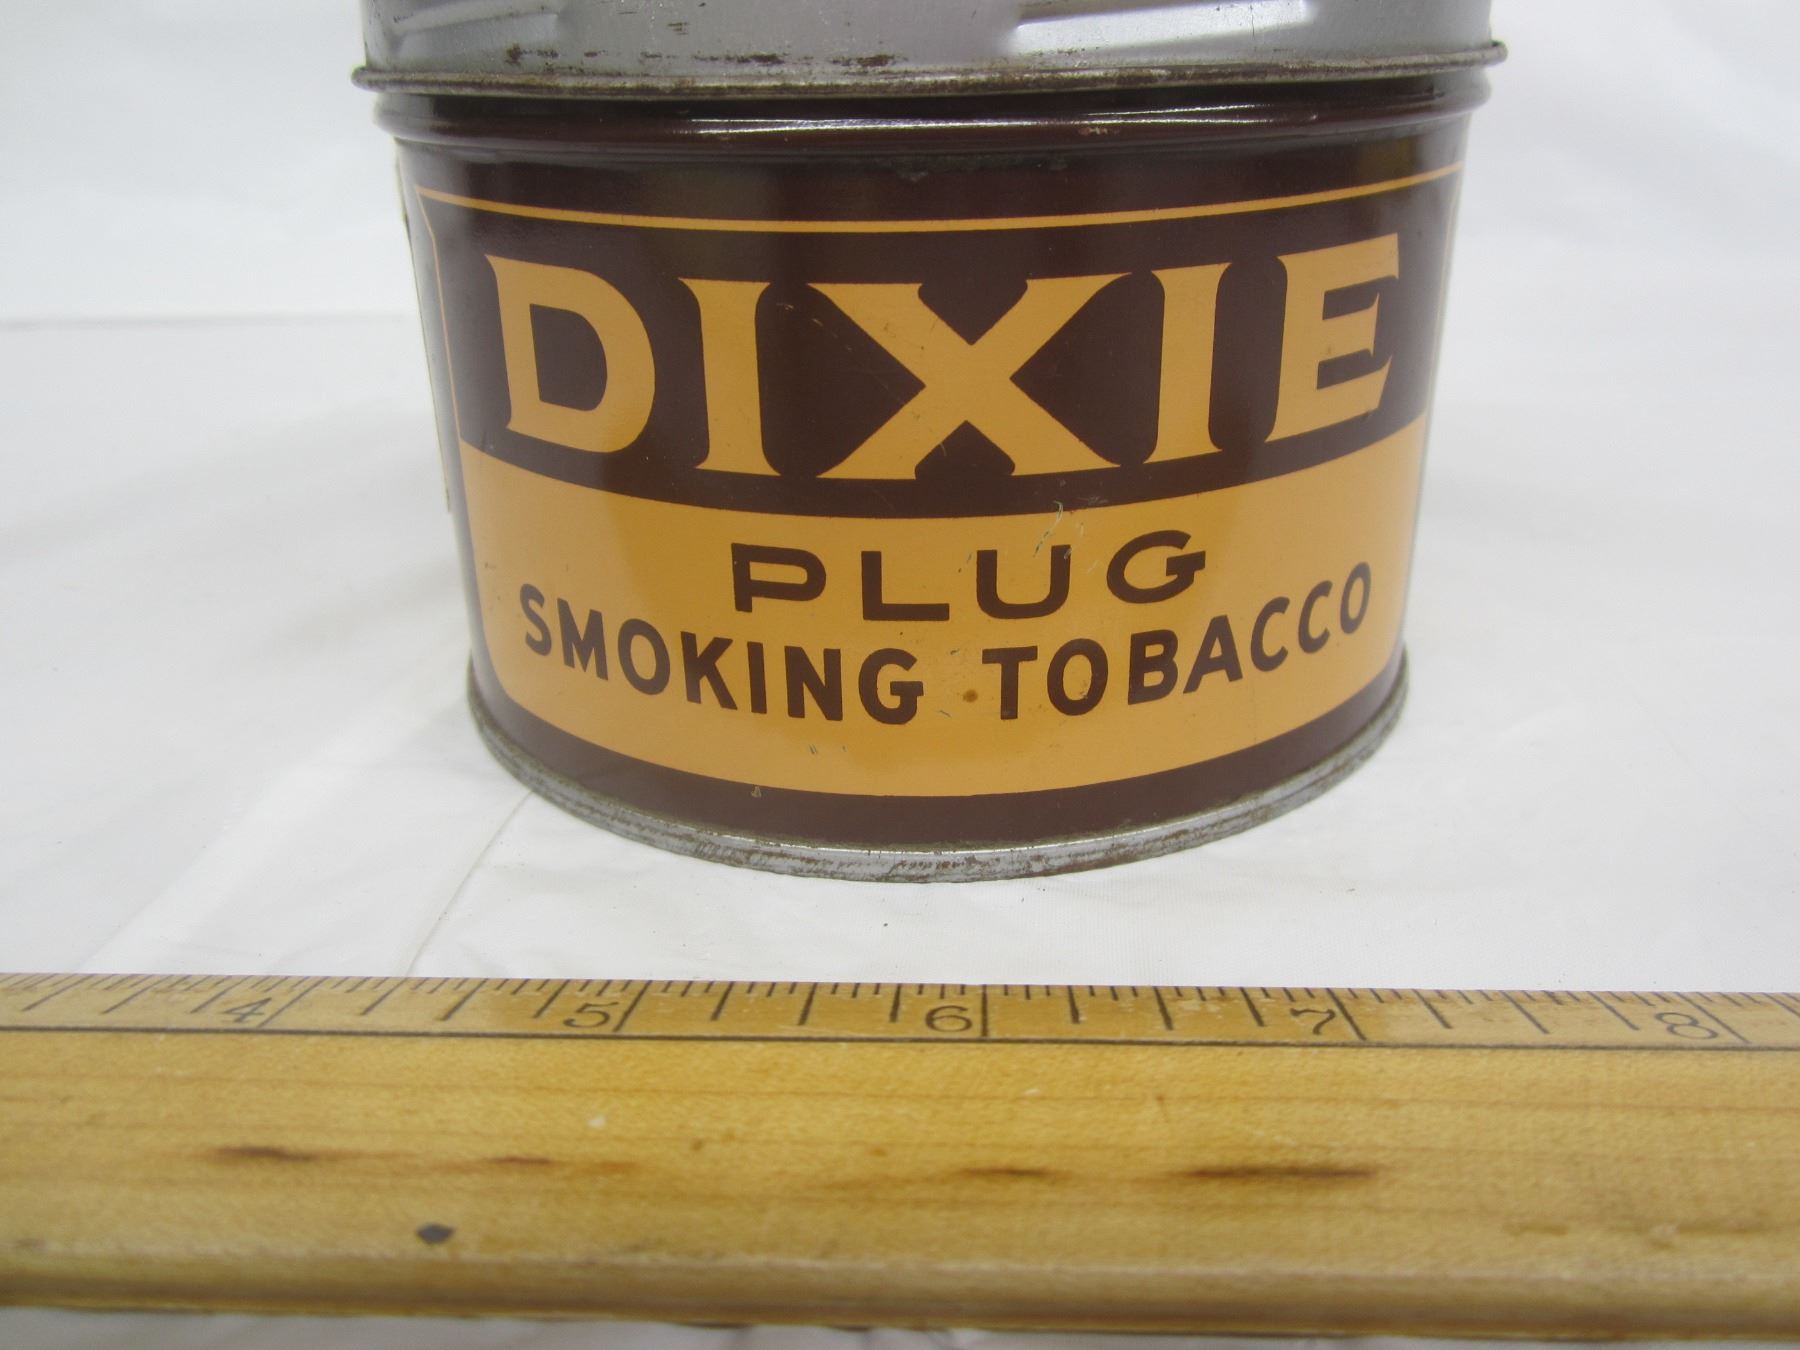 DIXIE
PLUG
SMOKING TOBACCO
4 5 6 7 8